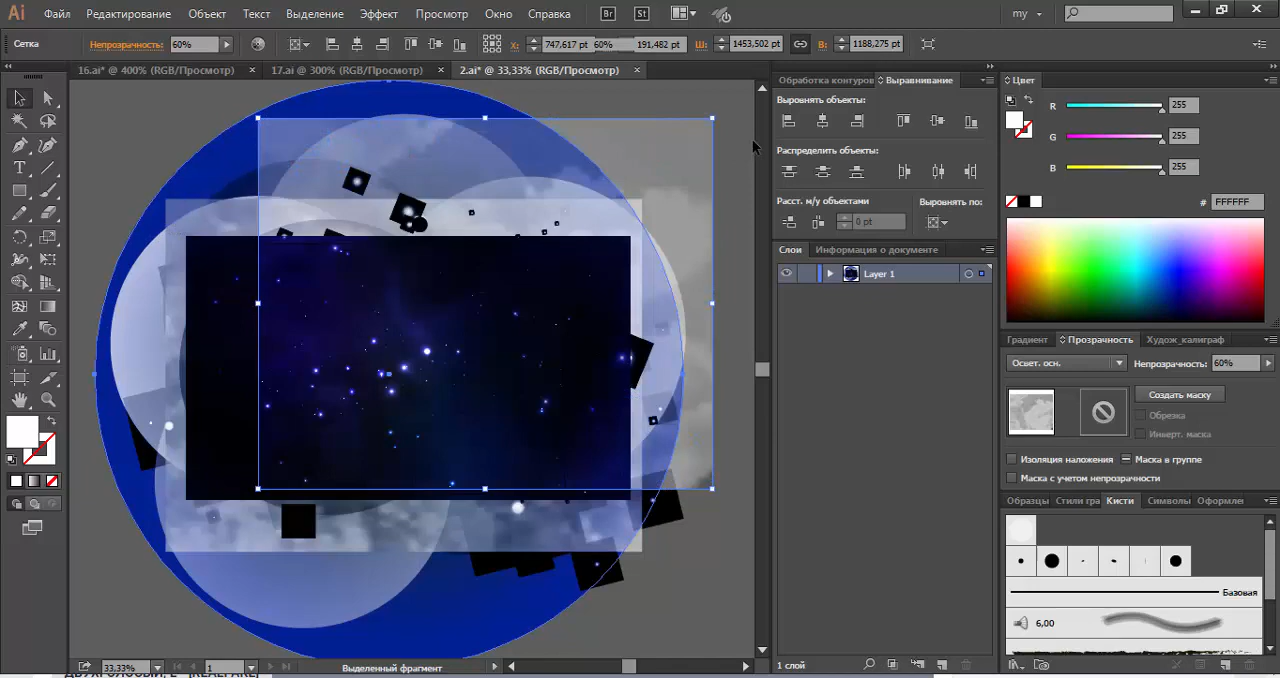 Ai Файл Редактирование Объект Текст Выделение Эффект Просмотр Окно Справка Br St my
Сетка Непрозрачность: 60% X: 747,617 pt 60% 191,482 pt Ш: 1453,502 pt В: 1188,275 pt
16.ai* @ 400% (RGB/Просмотр) × 17.ai @ 300% (RGB/Просмотр) × 2.ai* @ 33,33% (RGB/Просмотр) ×
Обработка контуров Выравнивание
Выровнять объекты:
Распределить объекты:
Расст. м/у объектами Выровнять по:
0 pt
Слои Информация о документе
Layer 1
1 слой
Цвет
R 255
G 255
B 255
# FFFFFF
Градиент Прозрачность Худож_каллиграф
Освет. осн. Непрозрачность: 60%
Создать маску
Обрезка
Инверт. маска
Изоляция наложения Маска в группе
Маска с учетом непрозрачности
Образцы Стили гра Кисти Символы Оформле
Базовая
6,00
33,33% 1 Выделенный фрагмент